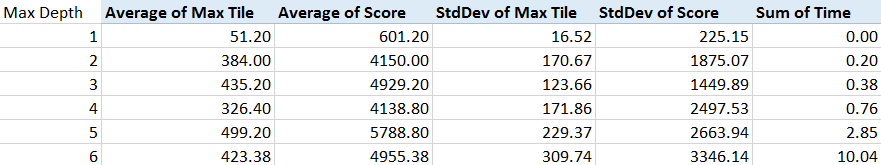 Max Depth Average of Max Tile Average of Score StdDev of Max Tile StdDev of Score Sum of Time
1 51.20 601.20 16.52 225.15 0.00
2 384.00 4150.00 170.67 1875.07 0.20
3 435.20 4929.20 123.66 1449.89 0.38
4 326.40 4138.80 171.86 2497.53 0.76
5 499.20 5788.80 229.37 2663.94 2.85
6 423.38 4955.38 309.74 3346.14 10.04